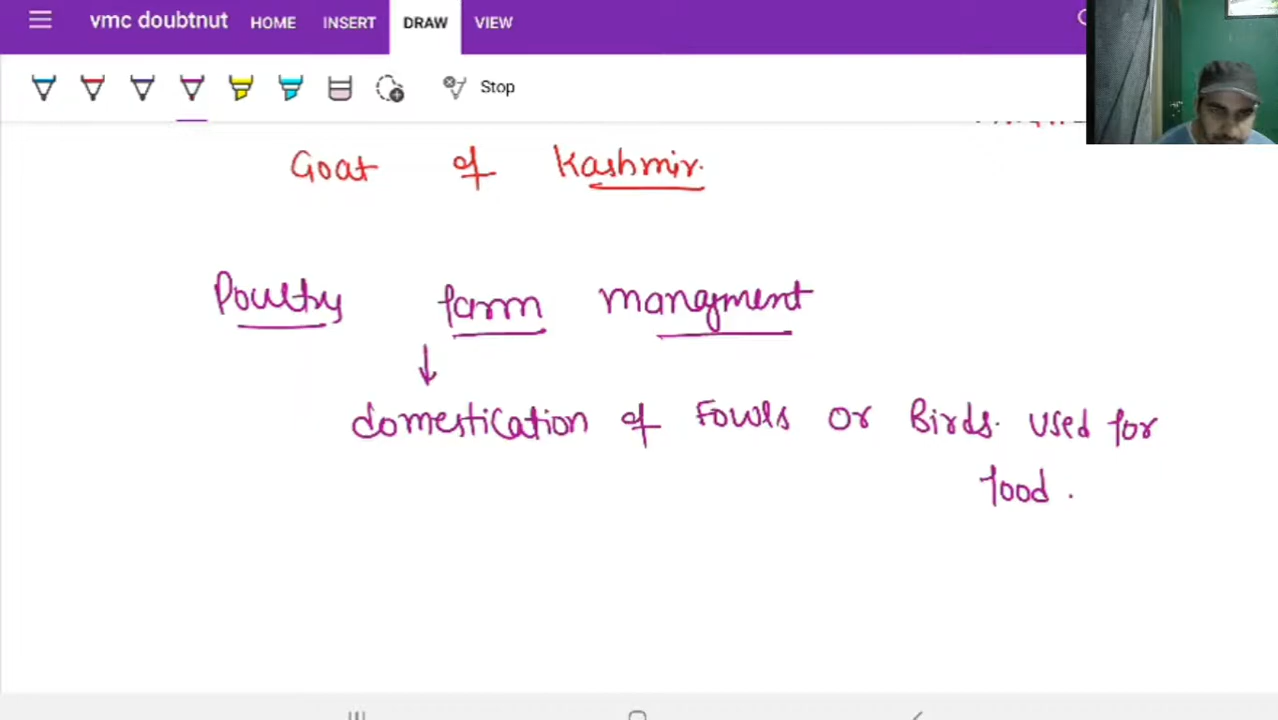 vmc doubtnut HOME INSERT DRAW VIEW
Stop
Goat of Kashmir.
Poultry farm managment
domestication of Fowls or Birds. used for
food.